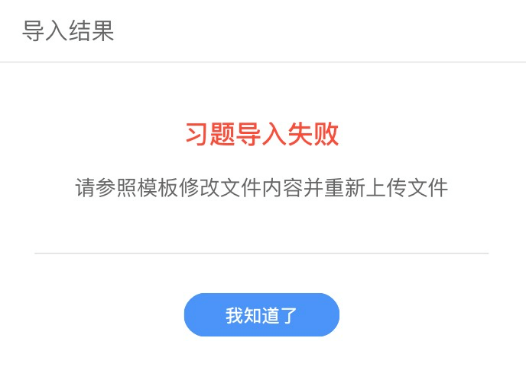 导入结果
习题导入失败
请参照模板修改文件内容并重新上传文件
我知道了